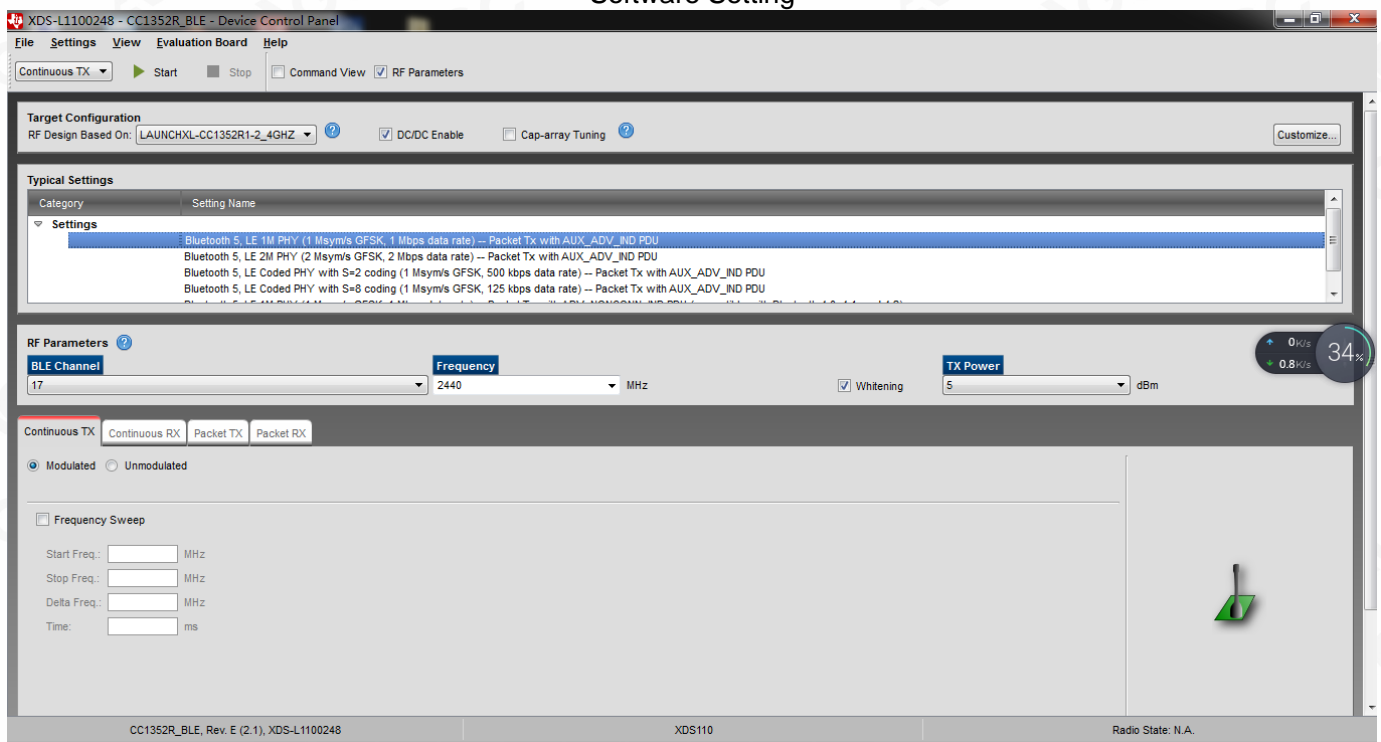 Software Setting
XDS-L1100248 - CC1352R_BLE - Device Control Panel
File Settings View Evaluation Board Help
Continuous TX Start Stop Command View RF Parameters
Target Configuration
RF Design Based On: LAUNCHXL-CC1352R1-2_4GHZ DC/DC Enable Cap-array Tuning Customize...
Typical Settings
Category Setting Name
Settings
Bluetooth 5, LE 1M PHY (1 Msym/s GFSK, 1 Mbps data rate) -- Packet Tx with AUX_ADV_IND PDU
Bluetooth 5, LE 2M PHY (2 Msym/s GFSK, 2 Mbps data rate) -- Packet Tx with AUX_ADV_IND PDU
Bluetooth 5, LE Coded PHY with S=2 coding (1 Msym/s GFSK, 500 kbps data rate) -- Packet Tx with AUX_ADV_IND PDU
Bluetooth 5, LE Coded PHY with S=8 coding (1 Msym/s GFSK, 125 kbps data rate) -- Packet Tx with AUX_ADV_IND PDU
RF Parameters
BLE Channel Frequency TX Power
17 2440 MHz Whitening 5 dBm
0K/s
0.8K/s
34%
Continuous TX Continuous RX Packet TX Packet RX
Modulated Unmodulated
Frequency Sweep
Start Freq.: MHz
Stop Freq.: MHz
Delta Freq.: MHz
Time: ms
CC1352R_BLE, Rev. E (2.1), XDS-L1100248 XDS110 Radio State: N.A.